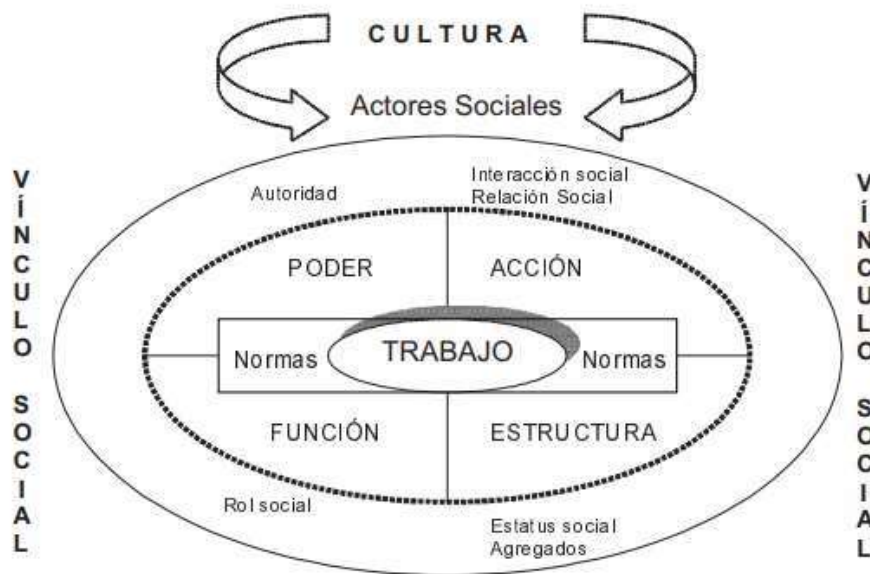 CULTURA
Actores Sociales
VÍNCULO SOCIAL
Autoridad
Interacción social
Relación Social
VÍNCULO SOCIAL
PODER
ACCIÓN
Normas
TRABAJO
Normas
FUNCIÓN
ESTRUCTURA
Rol social
Estatus social
Agregados